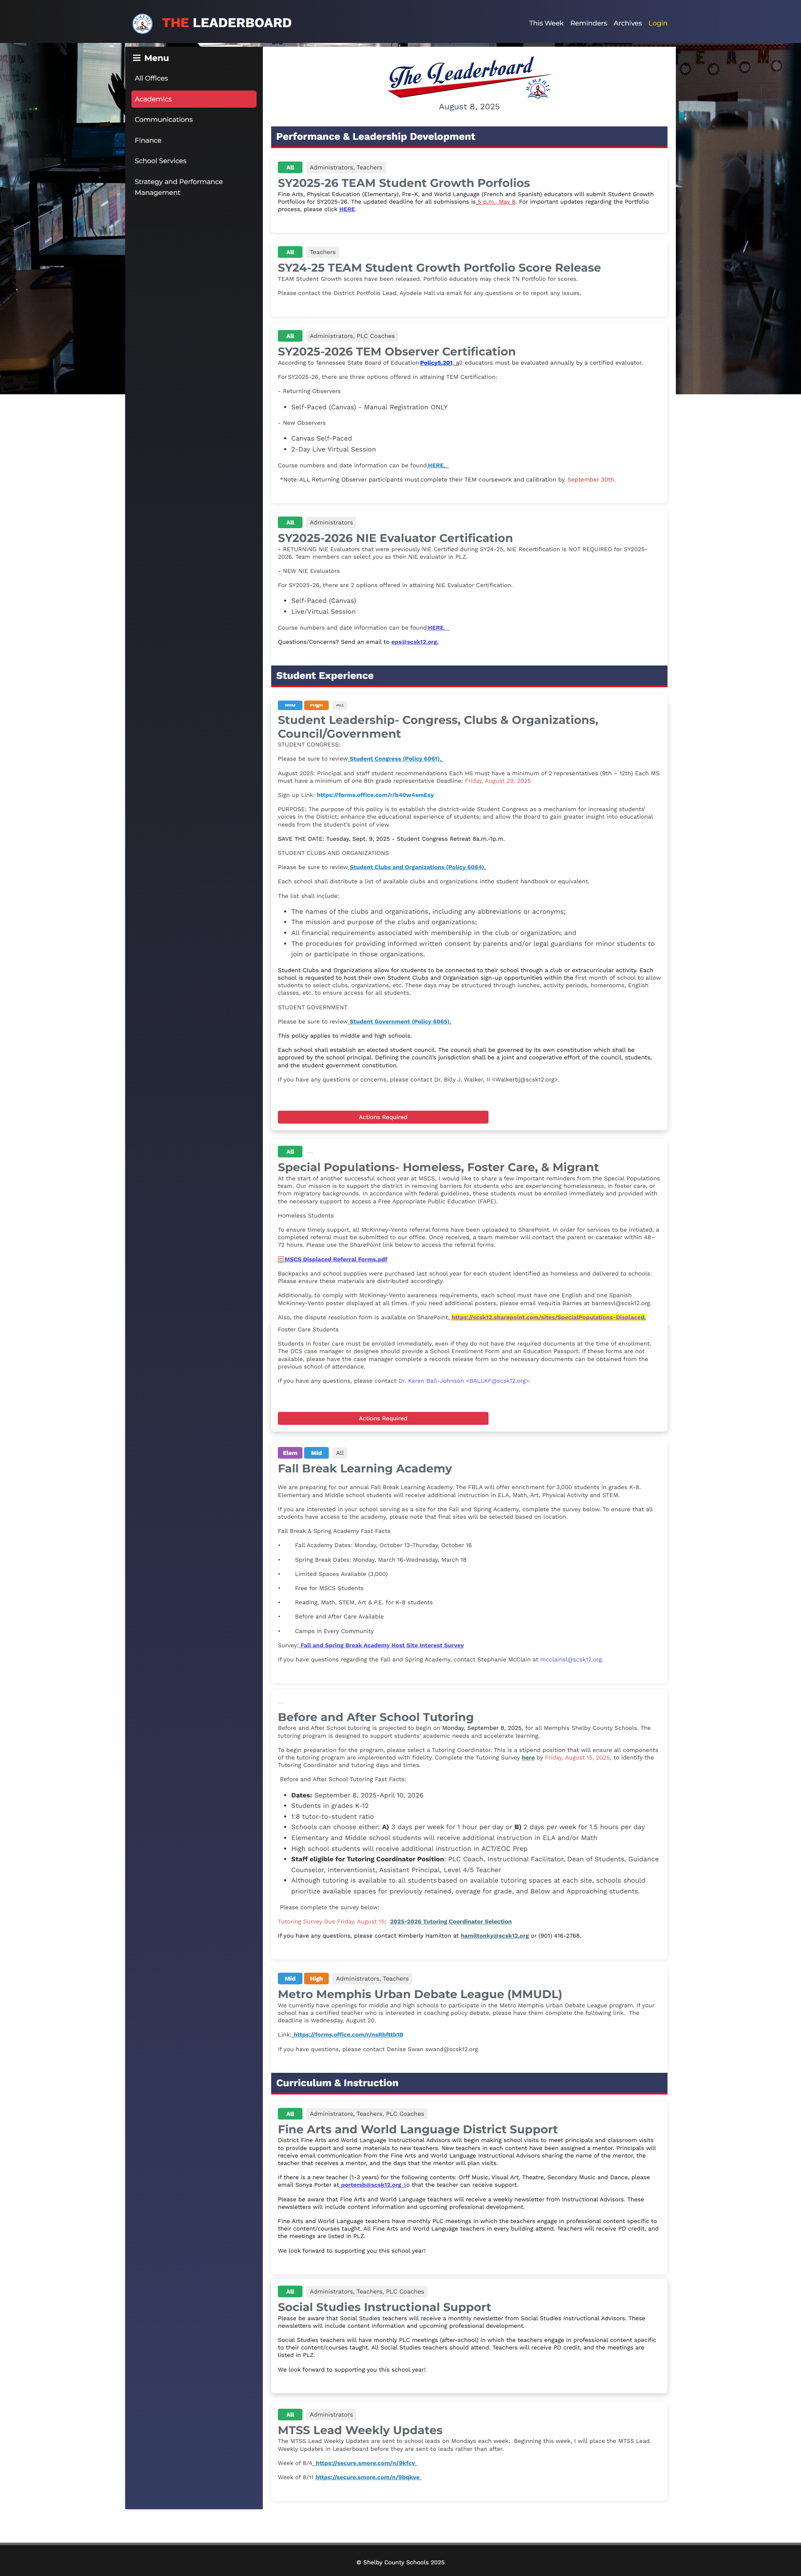 THE LEADERBOARD
This Week
Reminders
Archives
Login
Menu
All Offices
Academics
Communications
Finance
School Services
Strategy and Performance
Management
The Leaderboard
MEMPHIS
August 8, 2025
Performance & Leadership Development
All Administrators, Teachers
SY2025-26 TEAM Student Growth Porfolios
Fine Arts, Physical Education (Elementary), Pre-K, and World Language (French and Spanish) educators will submit Student Growth
Portfolios for SY2025-26. The updated deadline for all submissions is 5 p.m., May 8. For important updates regarding the Portfolio
process, please click HERE.
All Teachers
SY24-25 TEAM Student Growth Portfolio Score Release
TEAM Student Growth scores have been released. Portfolio educators may check TN Portfolio for scores.
Please contact the District Portfolio Lead, Ayodele Hall via email for any questions or to report any issues.
All Administrators, PLC Coaches
SY2025-2026 TEM Observer Certification
According to Tennessee State Board of Education Policy5.201, all educators must be evaluated annually by a certified evaluator.
For SY2025-26, there are three options offered in attaining TEM Certification:
- Returning Observers
• Self-Paced (Canvas) - Manual Registration ONLY
- New Observers
• Canvas Self-Paced
• 2-Day Live Virtual Session
Course numbers and date information can be found HERE.
*Note: ALL Returning Observer participants must complete their TEM coursework and calibration by September 30th.
All Administrators
SY2025-2026 NIE Evaluator Certification
- RETURNING NIE Evaluators that were previously NIE Certified during SY24-25, NIE Recertification is NOT REQUIRED for SY2025-
2026. Team members can select you as their NIE evaluator in PLZ.
- NEW NIE Evaluators
For SY2025-26, there are 2 options offered in attaining NIE Evaluator Certification.
• Self-Paced (Canvas)
• Live/Virtual Session
Course numbers and date information can be found HERE.
Questions/Concerns? Send an email to eps@scsk12.org.
Student Experience
Student Leadership- Congress, Clubs & Organizations,
Council/Government
STUDENT CONGRESS:
Please be sure to review Student Congress (Policy 6061).
August 2025: Principal and staff student recommendations Each HS must have a minimum of 2 representatives (9th – 12th) Each MS
must have a minimum of one 8th grade representative Deadline: Friday, August 29, 2025
Sign up Link: https://forms.office.com/r/b40w4smEsy
PURPOSE: The purpose of this policy is to establish the district-wide Student Congress as a mechanism for increasing students'
voices in the District; enhance the educational experience of students; and allow the Board to gain greater insight into educational
needs from the student's point of view.
SAVE THE DATE: Tuesday, Sept. 9, 2025 - Student Congress Retreat 8a.m.-1p.m.
STUDENT CLUBS AND ORGANIZATIONS
Please be sure to review Student Clubs and Organizations (Policy 6064).
Each school shall distribute a list of available clubs and organizations inthe student handbook or equivalent.
The list shall include:
• The names of the clubs and organizations, including any abbreviations or acronyms;
• The mission and purpose of the clubs and organizations;
• All financial requirements associated with membership in the club or organization; and
• The procedures for providing informed written consent by parents and/or legal guardians for minor students to
join or participate in those organizations.
Student Clubs and Organizations allow for students to be connected to their school through a club or extracurricular activity. Each
school is requested to host their own Student Clubs and Organization sign-up opportunities within the first month of school to allow
students to select clubs, organizations, etc. These days may be structured through lunches, activity periods, homerooms, English
classes, etc. to ensure access for all students.
STUDENT GOVERNMENT
Please be sure to review Student Government (Policy 6065).
This policy applies to middle and high schools.
Each school shall establish an elected student council. The council shall be governed by its own constitution which shall be
approved by the school principal. Defining the council's jurisdiction shall be a joint and cooperative effort of the council, students,
and the student government constitution.
If you have any questions or concerns, please contact Dr. Billy J. Walker, II <Walkerbj@scsk12.org>.
Actions Required
All
Special Populations- Homeless, Foster Care, & Migrant
At the start of another successful school year at MSCS, I would like to share a few important reminders from the Special Populations
team. Our mission is to support the district in removing barriers for students who are experiencing homelessness, in foster care, or
from migratory backgrounds. In accordance with federal guidelines, these students must be enrolled immediately and provided with
the necessary support to access a Free Appropriate Public Education (FAPE).
Homeless Students
To ensure timely support, all McKinney-Vento referral forms have been uploaded to SharePoint. In order for services to be initiated, a
completed referral must be submitted to our office. Once received, a team member will contact the parent or caretaker within 48–
72 hours. Please use the SharePoint link below to access the referral forms.
MSCS Displaced Referral Forms.pdf
Backpacks and school supplies were purchased last school year for each student identified as homeless and delivered to schools.
Please ensure these materials are distributed accordingly.
Additionally, to comply with McKinney-Vento awareness requirements, each school must have one English and one Spanish
McKinney-Vento poster displayed at all times. If you need additional posters, please email Vequitia Barnes at barnesvl@scsk12.org.
Also, the dispute resolution form is available on SharePoint, https://scsk12.sharepoint.com/sites/SpecialPopulations-Displaced.
Foster Care Students
Students in foster care must be enrolled immediately, even if they do not have the required documents at the time of enrollment.
The DCS case manager or designee should provide a School Enrollment Form and an Education Passport. If these forms are not
available, please have the case manager complete a records release form so the necessary documents can be obtained from the
previous school of attendance.
If you have any questions, please contact Dr. Karen Ball-Johnson <BALLKF@scsk12.org>.
Actions Required
Elem Mid All
Fall Break Learning Academy
We are preparing for our annual Fall Break Learning Academy. The FBLA will offer enrichment for 3,000 students in grades K-8.
Elementary and Middle school students will receive additional instruction in ELA, Math, Art, Physical Activity and STEM.
If you are interested in your school serving as a site for the Fall and Spring Academy, complete the survey below. To ensure that all
students have access to the academy, please note that final sites will be selected based on location.
Fall Break & Spring Academy Fast Facts
• Fall Academy Dates: Monday, October 13-Thursday, October 16
• Spring Break Dates: Monday, March 16-Wednesday, March 18
• Limited Spaces Available (3,000)
• Free for MSCS Students
• Reading, Math, STEM, Art & P.E. for K-8 students
• Before and After Care Available
• Camps in Every Community
Survey: Fall and Spring Break Academy Host Site Interest Survey
If you have questions regarding the Fall and Spring Academy, contact Stephanie McClain at mcclainsl@scsk12.org.
Before and After School Tutoring
Before and After School tutoring is projected to begin on Monday, September 8, 2025, for all Memphis Shelby County Schools. The
tutoring program is designed to support students' academic needs and accelerate learning.
To begin preparation for the program, please select a Tutoring Coordinator. This is a stipend position that will ensure all components
of the tutoring program are implemented with fidelity. Complete the Tutoring Survey here by Friday, August 15, 2025, to identify the
Tutoring Coordinator and tutoring days and times.
Before and After School Tutoring Fast Facts:
• Dates: September 8, 2025-April 10, 2026
• Students in grades K-12
• 1:8 tutor-to-student ratio
• Schools can choose either: A) 3 days per week for 1 hour per day or B) 2 days per week for 1.5 hours per day
• Elementary and Middle school students will receive additional instruction in ELA and/or Math
• High school students will receive additional instruction in ACT/EOC Prep
• Staff eligible for Tutoring Coordinator Position: PLC Coach, Instructional Facilitator, Dean of Students, Guidance
Counselor, Interventionist, Assistant Principal, Level 4/5 Teacher
• Although tutoring is available to all students based on available tutoring spaces at each site, schools should
prioritize available spaces for previously retained, overage for grade, and Below and Approaching students.
Please complete the survey below:
Tutoring Survey Due Friday, August 15: 2025-2026 Tutoring Coordinator Selection
If you have any questions, please contact Kimberly Hamilton at hamiltonky@scsk12.org or (901) 416-2768.
Mid High Administrators, Teachers
Metro Memphis Urban Debate League (MMUDL)
We currently have openings for middle and high schools to participate in the Metro Memphis Urban Debate League program. If your
school has a certified teacher who is interested in coaching policy debate, please have them complete the following link. The
deadline is Wednesday, August 20.
Link: https://forms.office.com/r/nsRbfttb1B
If you have questions, please contact Denise Swan swand@scsk12.org
Curriculum & Instruction
All Administrators, Teachers, PLC Coaches
Fine Arts and World Language District Support
District Fine Arts and World Language Instructional Advisors will begin making school visits to meet principals and classroom visits
to provide support and some materials to new teachers. New teachers in each content have been assigned a mentor. Principals will
receive email communication from the Fine Arts and World Language Instructional Advisors sharing the name of the mentor, the
teacher that receives a mentor, and the days that the mentor will plan visits.
If there is a new teacher (1-3 years) for the following contents: Orff Music, Visual Art, Theatre, Secondary Music and Dance, please
email Sonya Porter at portersb@scsk12.org so that the teacher can receive support.
Please be aware that Fine Arts and World Language teachers will receive a weekly newsletter from Instructional Advisors. These
newsletters will include content information and upcoming professional development.
Fine Arts and World Language teachers have monthly PLC meetings in which the teachers engage in professional content specific to
their content/courses taught. All Fine Arts and World Language teachers in every building attend. Teachers will receive PD credit, and
the meetings are listed in PLZ.
We look forward to supporting you this school year!
All Administrators, Teachers, PLC Coaches
Social Studies Instructional Support
Please be aware that Social Studies teachers will receive a monthly newsletter from Social Studies Instructional Advisors. These
newsletters will include content information and upcoming professional development.
Social Studies teachers will have monthly PLC meetings (after-school) in which the teachers engage in professional content specific
to their content/courses taught. All Social Studies teachers should attend. Teachers will receive PD credit, and the meetings are
listed in PLZ.
We look forward to supporting you this school year!
All Administrators
MTSS Lead Weekly Updates
The MTSS Lead Weekly Updates are sent to school leads on Mondays each week. Beginning this week, I will place the MTSS Lead
Weekly Updates in Leaderboard before they are sent to leads rather than after.
Week of 8/4 https://secure.smore.com/n/9kfcv
Week of 8/11 https://secure.smore.com/n/9bqkve
© Shelby County Schools 2025